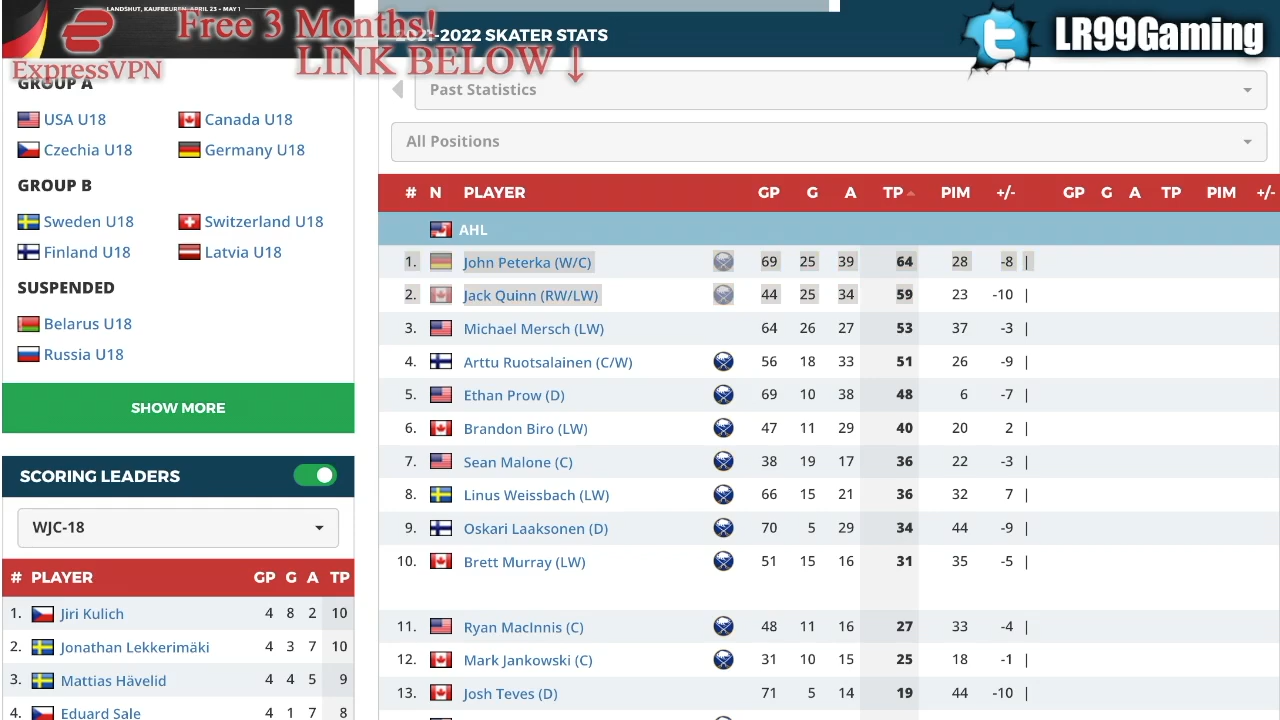 LANDSHUT, KAUFBEUREN, APRIL 23 - MAY 1
Free 3 Months!
LINK BELOW ↓
ExpressVPN
-2022 SKATER STATS
LR99Gaming
GROUP A
USA U18 Canada U18
Czechia U18 Germany U18
GROUP B
Sweden U18 Switzerland U18
Finland U18 Latvia U18
SUSPENDED
Belarus U18
Russia U18
SHOW MORE
SCORING LEADERS
WJC-18
# PLAYER GP G A TP
1. Jiri Kulich 4 8 2 10
2. Jonathan Lekkerimäki 4 3 7 10
3. Mattias Hävelid 4 4 5 9
4. Eduard Sale 4 1 7 8
Past Statistics
All Positions
# N PLAYER GP G A TP PIM +/- GP G A TP PIM +/-
AHL
1. John Peterka (W/C) 69 25 39 64 28 -8 |
2. Jack Quinn (RW/LW) 44 25 34 59 23 -10 |
3. Michael Mersch (LW) 64 26 27 53 37 -3 |
4. Arttu Ruotsalainen (C/W) 56 18 33 51 26 -9 |
5. Ethan Prow (D) 69 10 38 48 6 -7 |
6. Brandon Biro (LW) 47 11 29 40 20 2 |
7. Sean Malone (C) 38 19 17 36 22 -3 |
8. Linus Weissbach (LW) 66 15 21 36 32 7 |
9. Oskari Laaksonen (D) 70 5 29 34 44 -9 |
10. Brett Murray (LW) 51 15 16 31 35 -5 |
11. Ryan MacInnis (C) 48 11 16 27 33 -4 |
12. Mark Jankowski (C) 31 10 15 25 18 -1 |
13. Josh Teves (D) 71 5 14 19 44 -10 |